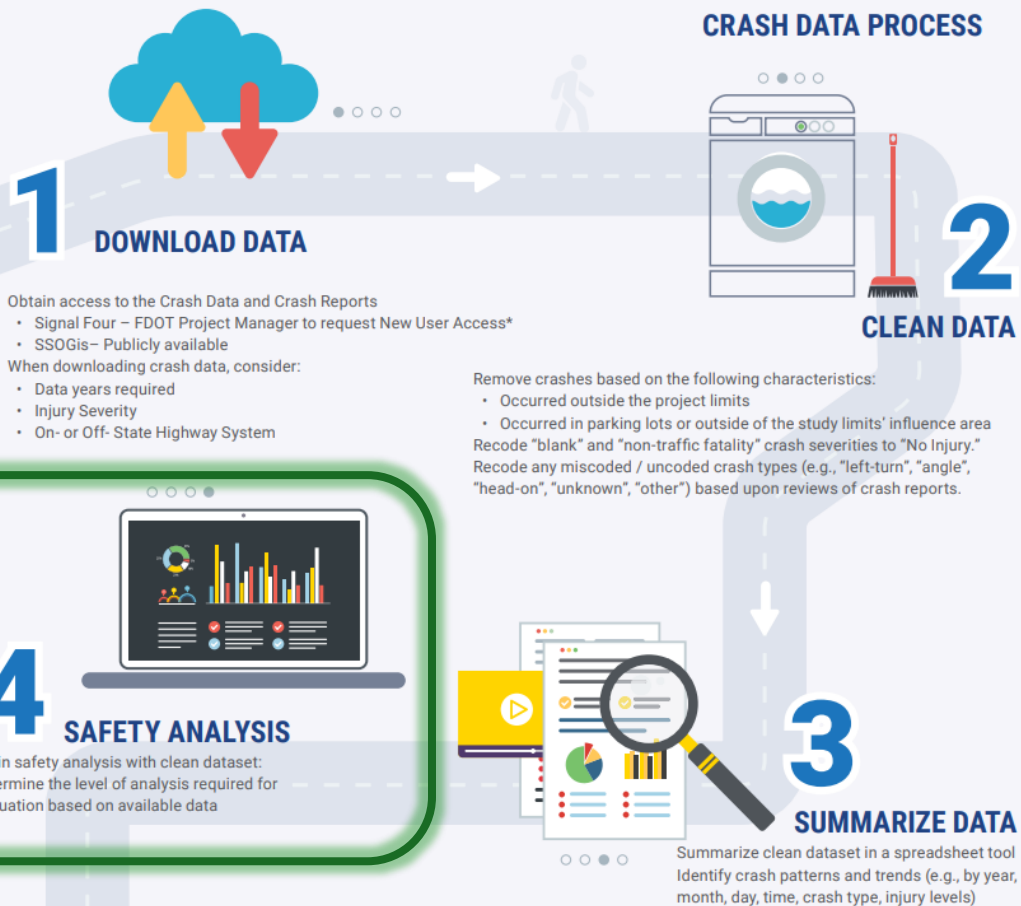 CRASH DATA PROCESS
1
DOWNLOAD DATA
Obtain access to the Crash Data and Crash Reports
• Signal Four – FDOT Project Manager to request New User Access*
• SSOGis– Publicly available
When downloading crash data, consider:
• Data years required
• Injury Severity
• On- or Off- State Highway System
2
CLEAN DATA
Remove crashes based on the following characteristics:
• Occurred outside the project limits
• Occurred in parking lots or outside of the study limits’ influence area
Recode “blank” and “non-traffic fatality” crash severities to “No Injury.”
Recode any miscoded / uncoded crash types (e.g., “left-turn”, “angle”,
“head-on”, “unknown”, “other”) based upon reviews of crash reports.
3
SUMMARIZE DATA
Summarize clean dataset in a spreadsheet tool
Identify crash patterns and trends (e.g., by year,
month, day, time, crash type, injury levels)
4
SAFETY ANALYSIS
in safety analysis with clean dataset:
ermine the level of analysis required for
uation based on available data